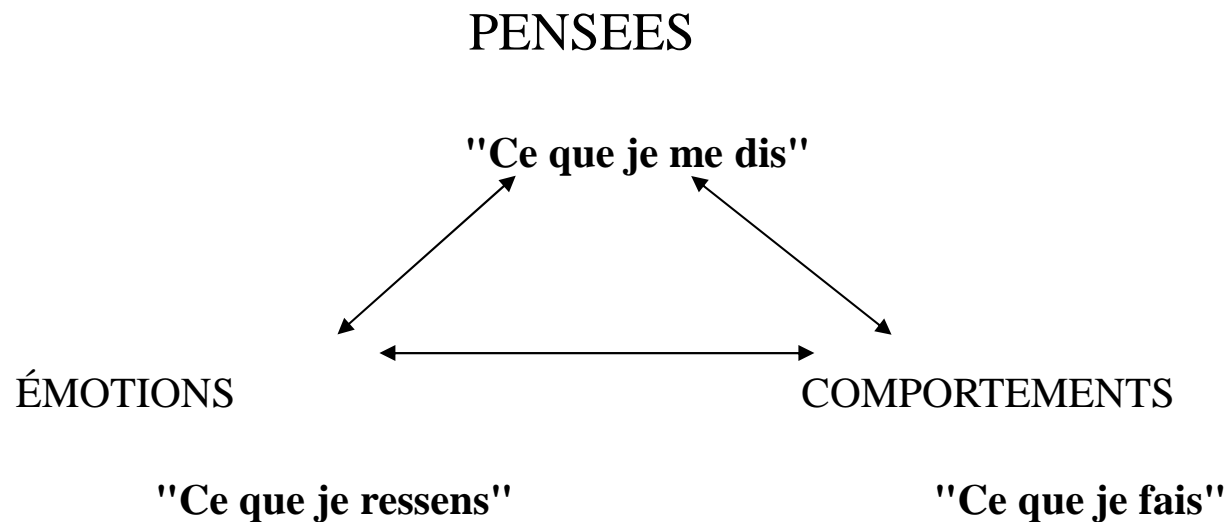 PENSEES
"Ce que je me dis"
ÉMOTIONS
COMPORTEMENTS
"Ce que je ressens"
"Ce que je fais"